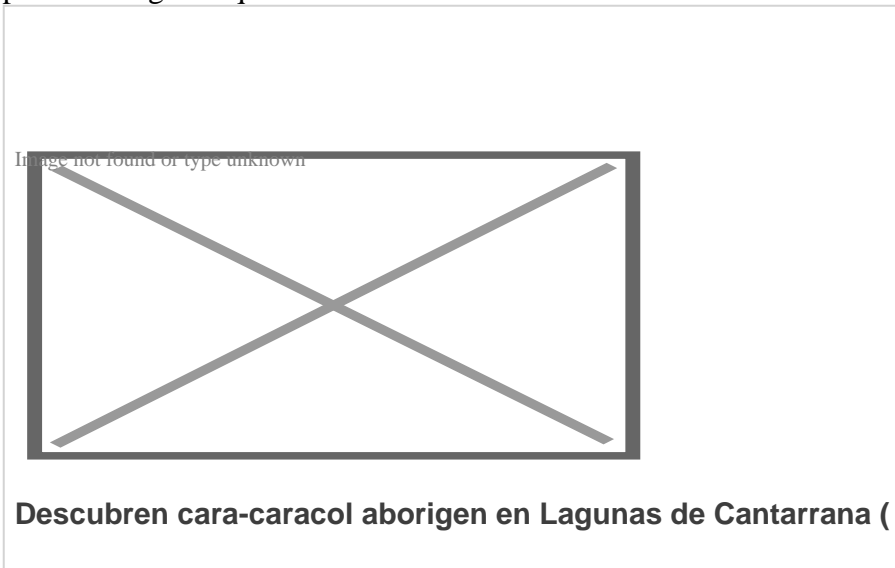 Image not found or type unknown
Descubren cara-caracol aborigen en Lagunas de Cantarrana (